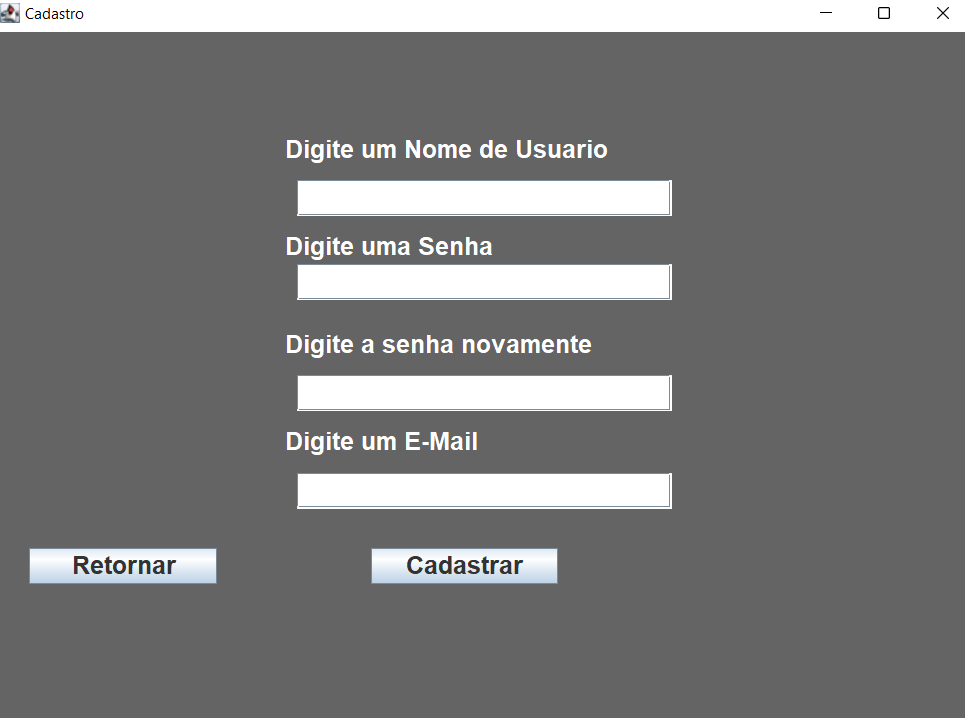 Cadastro
Digite um Nome de Usuario
Digite uma Senha
Digite a senha novamente
Digite um E-Mail
Retornar Cadastrar